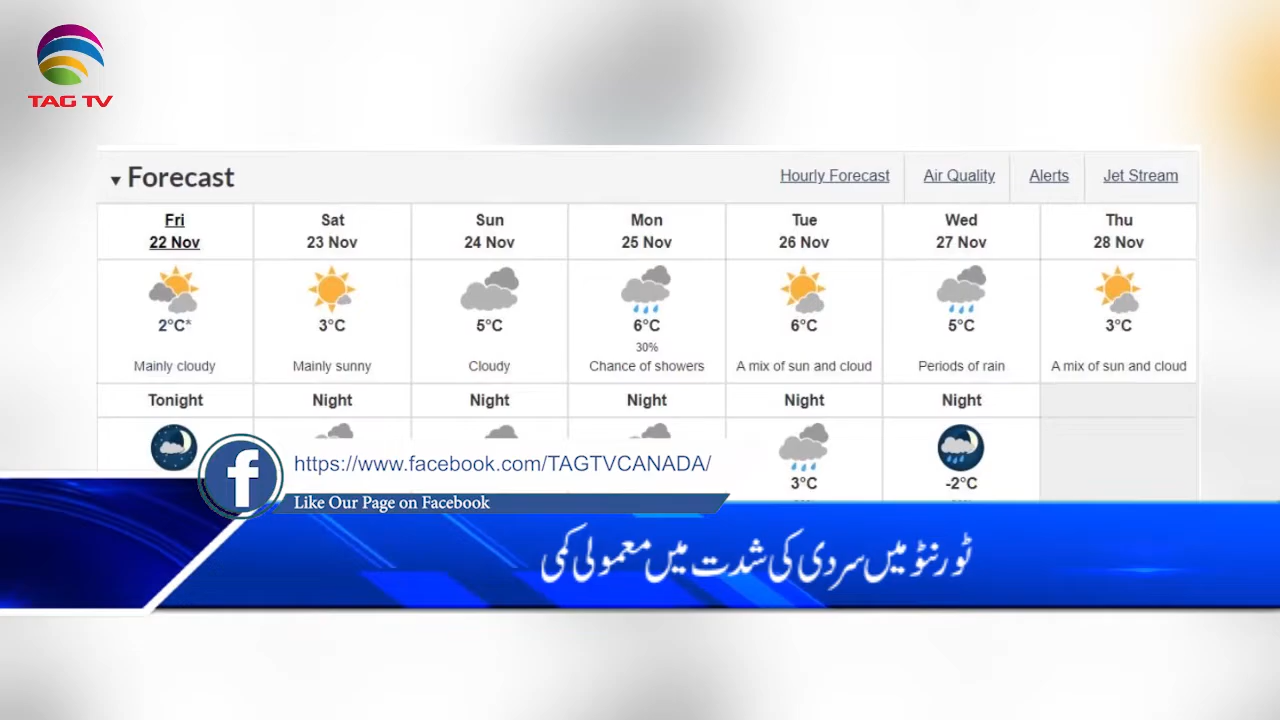 TAG TV
Forecast
Hourly Forecast Air Quality Alerts Jet Stream
Fri Sat Sun Mon Tue Wed Thu
22 Nov 23 Nov 24 Nov 25 Nov 26 Nov 27 Nov 28 Nov
2°C* 3°C 5°C 6°C 6°C 5°C 3°C
30%
Mainly cloudy Mainly sunny Cloudy Chance of showers A mix of sun and cloud Periods of rain A mix of sun and cloud
Tonight Night Night Night Night Night
https://www.facebook.com/TAGTVCANADA/
3°C -2°C
Like Our Page on Facebook
ٹورنٹو میں سردی کی شدت میں معمولی کمی